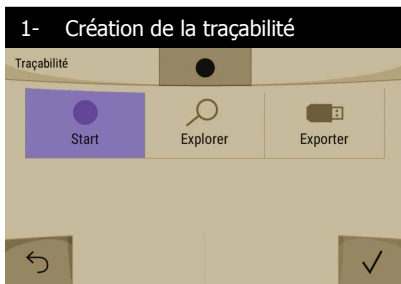 1- Création de la traçabilité
Traçabilité
Start
Explorer
Exporter